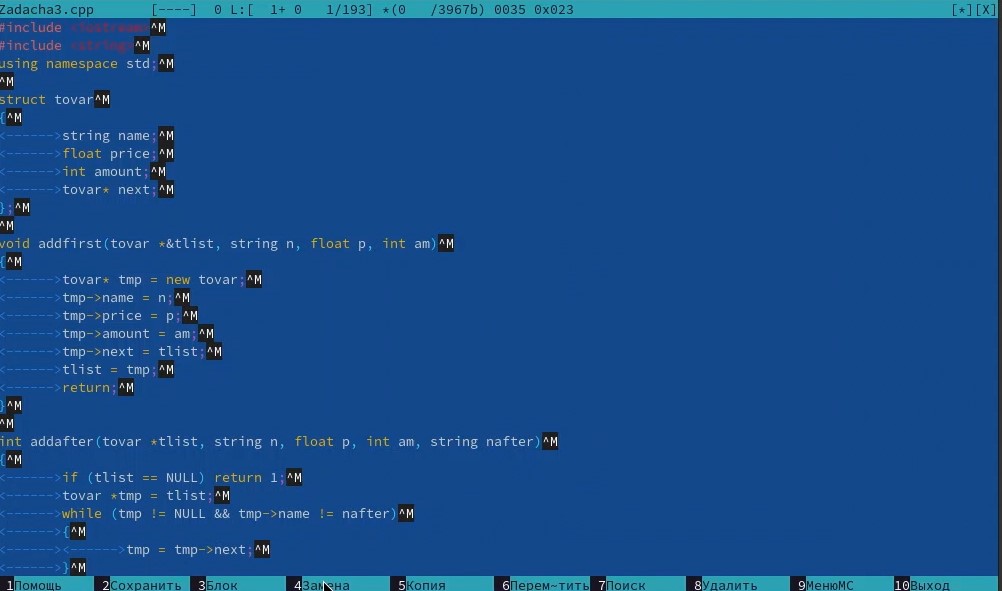 Zadacha3.cpp [----] 0 L:[ 1+ 0 1/193] *(0 /3967b) 0035 0x023 [*][X]
#include <iostream>^M
#include <string>^M
using namespace std;^M
^M
struct tovar^M
{^M
<------>string name;^M
<------>float price;^M
<------>int amount;^M
<------>tovar* next;^M
};^M
^M
void addfirst(tovar *&tlist, string n, float p, int am)^M
{^M
<------>tovar* tmp = new tovar;^M
<------>tmp->name = n;^M
<------>tmp->price = p;^M
<------>tmp->amount = am;^M
<------>tmp->next = tlist;^M
<------>tlist = tmp;^M
<------>return;^M
}^M
^M
int addafter(tovar *tlist, string n, float p, int am, string nafter)^M
{^M
<------>if (tlist == NULL) return 1;^M
<------>tovar *tmp = tlist;^M
<------>while (tmp != NULL && tmp->name != nafter)^M
<------>{^M
<------><------>tmp = tmp->next;^M
<------>}^M
1Помощь 2Сохранить 3Блок 4Замена 5Копия 6Перем~тить 7Поиск 8Удалить 9МенюMC 10Выход